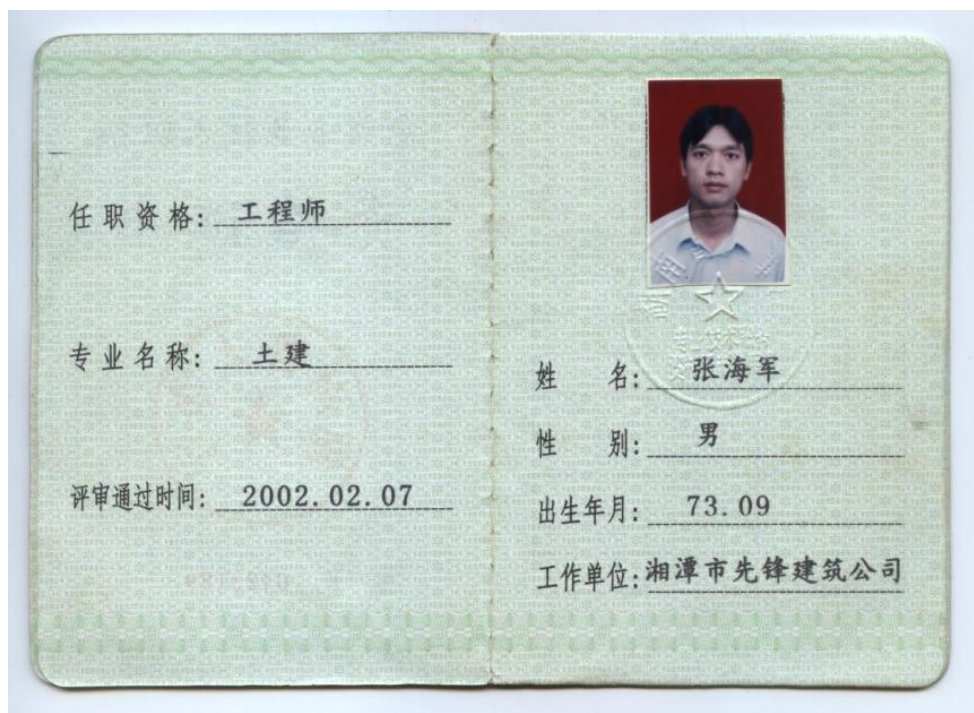 任职资格: 工程师
专业名称: 土建
评审通过时间: 2002.02.07
姓 名: 张海军
性 别: 男
出生年月: 73.09
工作单位: 湘潭市先锋建筑公司